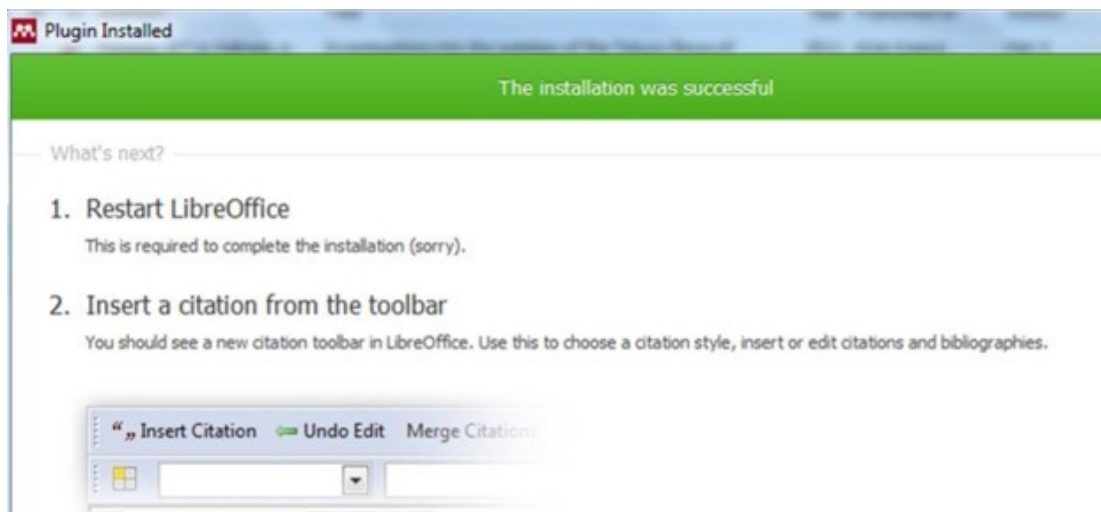 Plugin Installed
The installation was successful
What's next?
1. Restart LibreOffice
This is required to complete the installation (sorry).
2. Insert a citation from the toolbar
You should see a new citation toolbar in LibreOffice. Use this to choose a citation style, insert or edit citations and bibliographies.
“„ Insert Citation Undo Edit Merge Citations